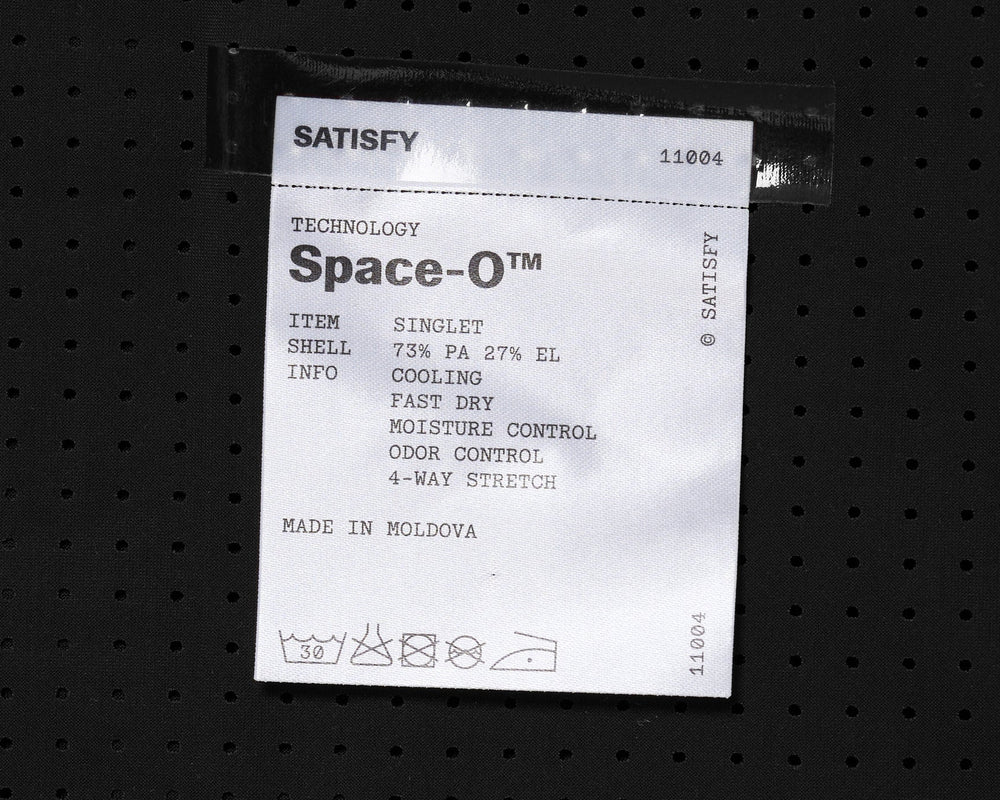 SATISFY
11004
TECHNOLOGY
Space-O™
ITEM SINGLET
SHELL 73% PA 27% EL
INFO COOLING
FAST DRY
MOISTURE CONTROL
ODOR CONTROL
4-WAY STRETCH
MADE IN MOLDOVA
30
© SATISFY
11004